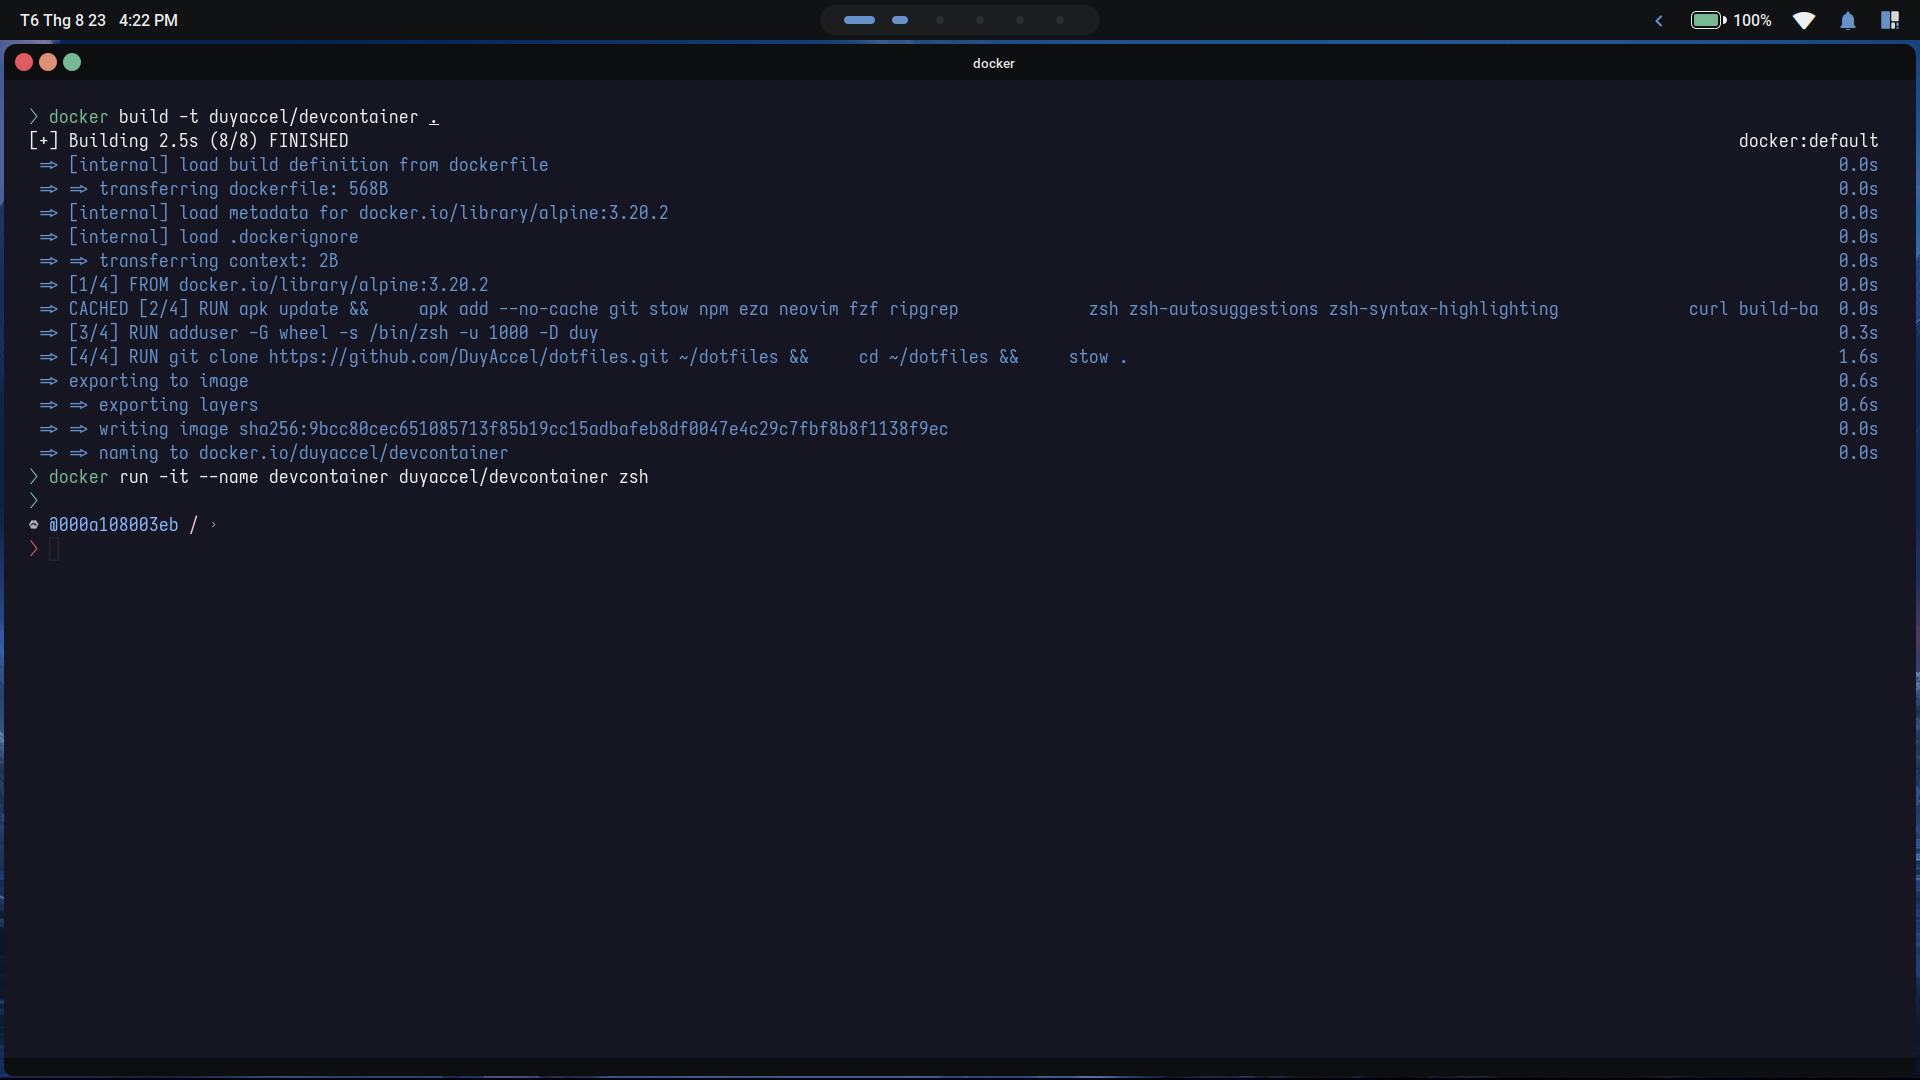 T6 Thg 8 23 4:22 PM
100%
docker
> docker build -t duyaccel/devcontainer .
[+] Building 2.5s (8/8) FINISHED docker:default
=> [internal] load build definition from dockerfile 0.0s
=> => transferring dockerfile: 568B 0.0s
=> [internal] load metadata for docker.io/library/alpine:3.20.2 0.0s
=> [internal] load .dockerignore 0.0s
=> => transferring context: 2B 0.0s
=> [1/4] FROM docker.io/library/alpine:3.20.2 0.0s
=> CACHED [2/4] RUN apk update && apk add --no-cache git stow npm eza neovim fzf ripgrep zsh zsh-autosuggestions zsh-syntax-highlighting curl build-ba 0.0s
=> [3/4] RUN adduser -G wheel -s /bin/zsh -u 1000 -D duy 0.3s
=> [4/4] RUN git clone https://github.com/DuyAccel/dotfiles.git ~/dotfiles && cd ~/dotfiles && stow . 1.6s
=> exporting to image 0.6s
=> => exporting layers 0.6s
=> => writing image sha256:9bcc80cec651085713f85b19cc15adbafeb8df0047e4c29c7fbf8b8f1138f9ec 0.0s
=> => naming to docker.io/duyaccel/devcontainer 0.0s
> docker run -it --name devcontainer duyaccel/devcontainer zsh
>
@000a108003eb / >
>